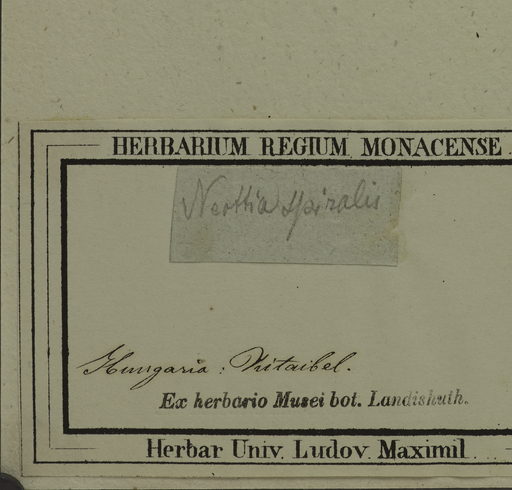 HERBARIUM REGIUM MONACENSE.
Neottia spiralis
Hungaria: Kitaibel.
Ex herbario Musei bot. Landishuth.
Herbar Univ. Ludov. Maximil.